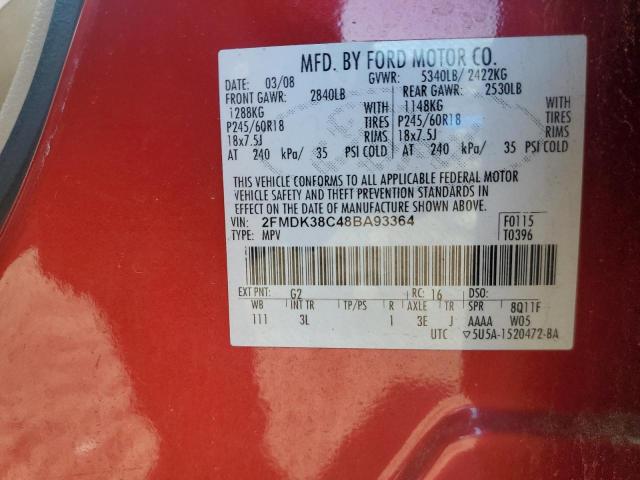 MFD. BY FORD MOTOR CO.
DATE: 03/08 GVWR: 5340LB/ 2422KG
FRONT GAWR: 2840LB REAR GAWR: 2530LB
1288KG WITH 1148KG WITH
P245/60R18 TIRES P245/60R18 TIRES
18x7.5J RIMS 18x7.5J RIMS
AT 240 kPa/ 35 PSI COLD AT 240 kPa/ 35 PSI COLD
THIS VEHICLE CONFORMS TO ALL APPLICABLE FEDERAL MOTOR
VEHICLE SAFETY AND THEFT PREVENTION STANDARDS IN
EFFECT ON THE DATE OF MANUFACTURE SHOWN ABOVE.
VIN: 2FMDK38C48BA93364 F0115
TYPE: MPV T0396
EXT PNT: G2 RC: 16 DSO:
WB INT TR TP/PS R AXLE TR SPR 8Q11F
111 3L 1 3E J AAAA W05
UTC ▽5U5A-1520472-BA